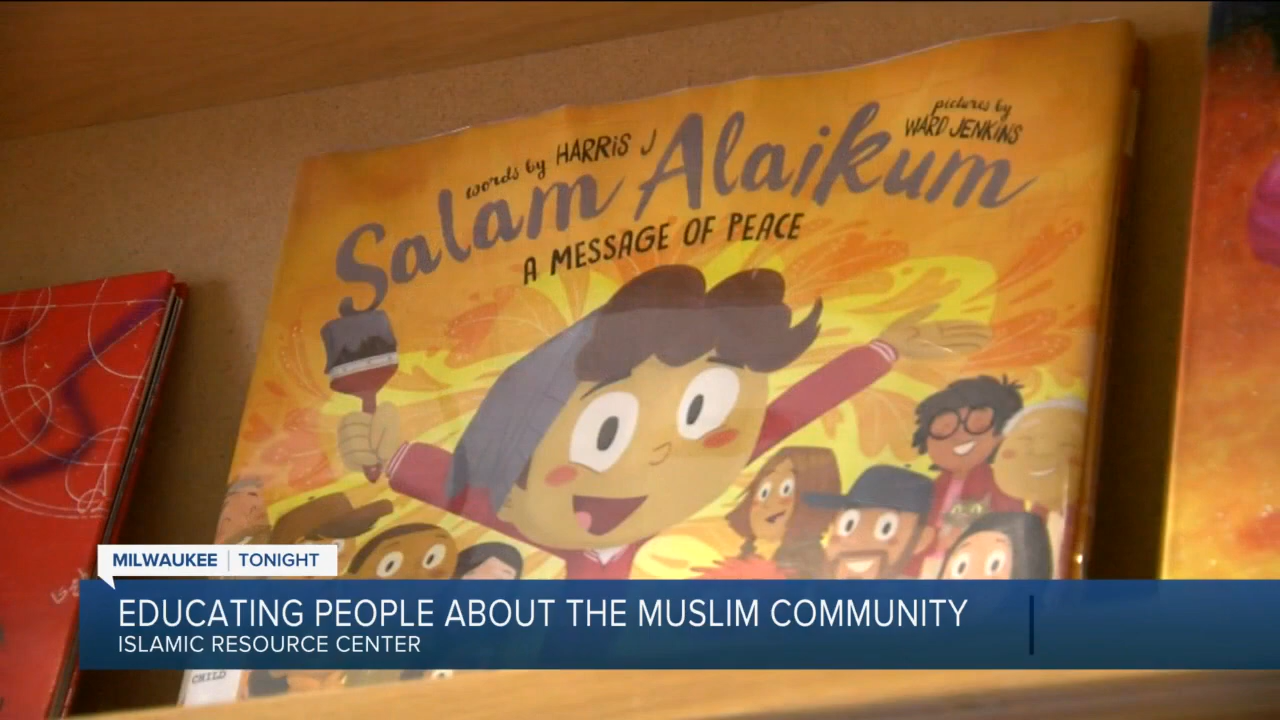 words by HARRIS J
pictures by
WARD JENKINS
Salam Alaikum
A MESSAGE OF PEACE
MILWAUKEE | TONIGHT
EDUCATING PEOPLE ABOUT THE MUSLIM COMMUNITY
ISLAMIC RESOURCE CENTER
CHILD